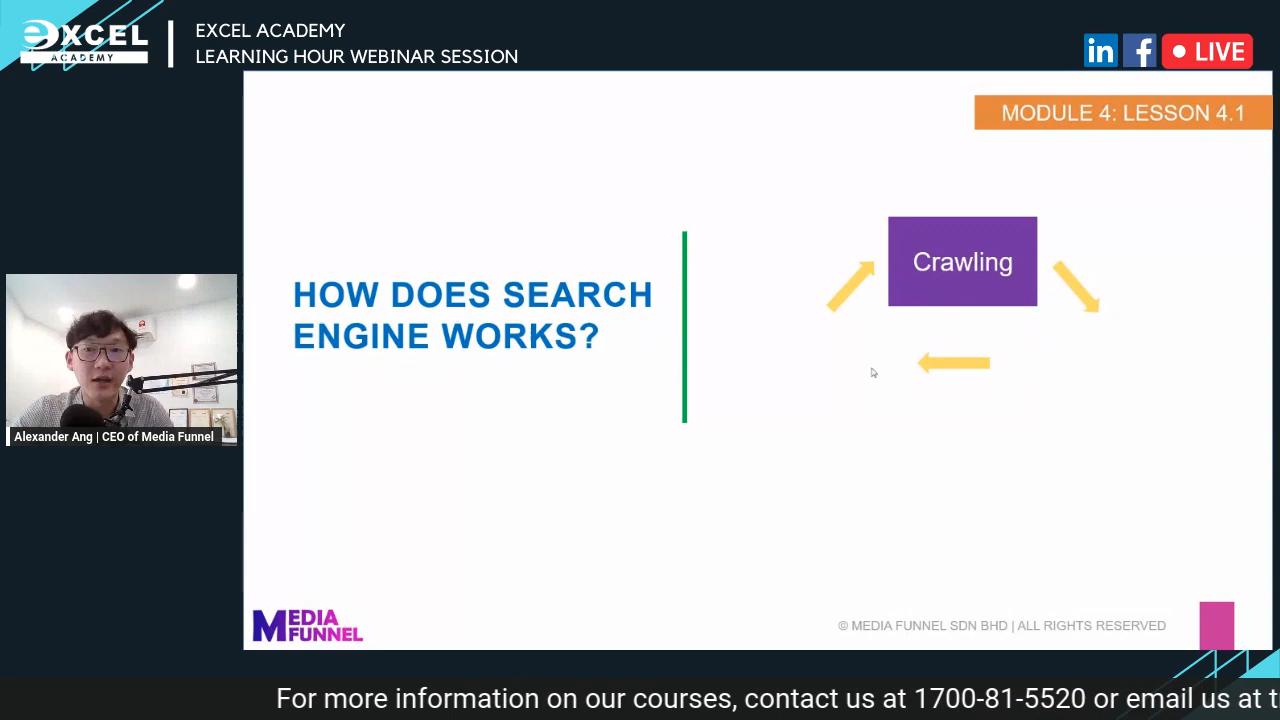 eXCEL
ACADEMY
EXCEL ACADEMY
LEARNING HOUR WEBINAR SESSION
in
f
LIVE
MODULE 4: LESSON 4.1
Crawling
HOW DOES SEARCH
ENGINE WORKS?
Alexander Ang | CEO of Media Funnel
MEDIA
FUNNEL
© MEDIA FUNNEL SDN BHD | ALL RIGHTS RESERVED
For more information on our courses, contact us at 1700-81-5520 or email us at t